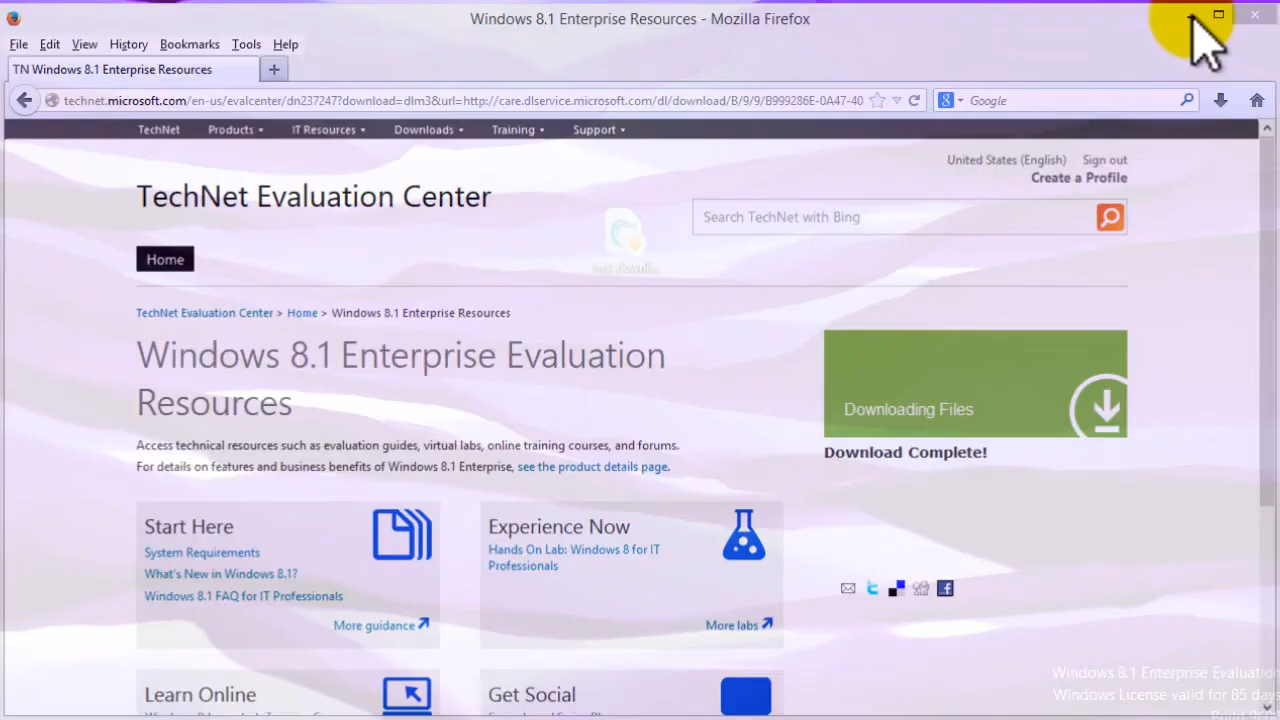 Windows 8.1 Enterprise Resources - Mozilla Firefox
File Edit View History Bookmarks Tools Help
TN Windows 8.1 Enterprise Resources +
technet.microsoft.com/en-us/evalcenter/dn237247?download=dlm3&url=http://care.dlservice.microsoft.com/dl/download/B/9/9/B999286E-0A47-40 8 Google
TechNet Products IT Resources Downloads Training Support
United States (English) Sign out
Create a Profile
TechNet Evaluation Center
Search TechNet with Bing
Home
TechNet Evaluation Center > Home > Windows 8.1 Enterprise Resources
Windows 8.1 Enterprise Evaluation
Resources
Downloading Files
Download Complete!
Access technical resources such as evaluation guides, virtual labs, online training courses, and forums.
For details on features and business benefits of Windows 8.1 Enterprise, see the product details page.
Start Here
System Requirements
What's New in Windows 8.1?
Windows 8.1 FAQ for IT Professionals
More guidance
Experience Now
Hands On Lab: Windows 8 for IT
Professionals
More labs
Learn Online
Get Social
Windows 8.1 Enterprise Evaluation
Windows License valid for 85 days